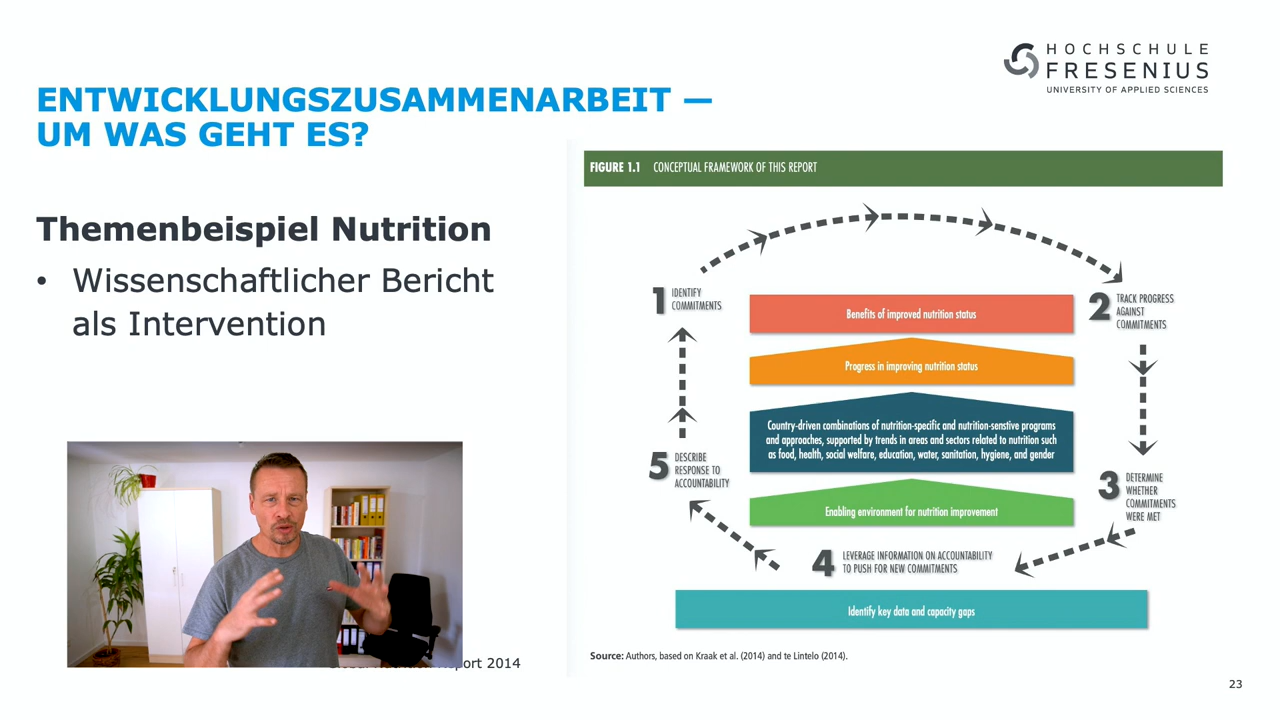 HOCHSCHULE
FRESENIUS
UNIVERSITY OF APPLIED SCIENCES
ENTWICKLUNGSZUSAMMENARBEIT —
UM WAS GEHT ES?
Themenbeispiel Nutrition
• Wissenschaftlicher Bericht
als Intervention
FIGURE 1.1 CONCEPTUAL FRAMEWORK OF THIS REPORT
1 IDENTIFY
COMMITMENTS
2 TRACK PROGRESS
AGAINST
COMMITMENTS
Benefits of improved nutrition status
Progress in improving nutrition status
Country-driven combinations of nutrition-specific and nutrition-senstive programs
and approaches, supported by trends in areas and sectors related to nutrition such
as food, health, social welfare, education, water, sanitation, hygiene, and gender
Enabling environment for nutrition improvement
3 DETERMINE
WHETHER
COMMITMENTS
WERE MET
4 LEVERAGE INFORMATION ON ACCOUNTABILITY
TO PUSH FOR NEW COMMITMENTS
5 DESCRIBE
RESPONSE TO
ACCOUNTABILITY
Identify key data and capacity gaps
Source: Authors, based on Kraak et al. (2014) and te Lintelo (2014).
2014
23